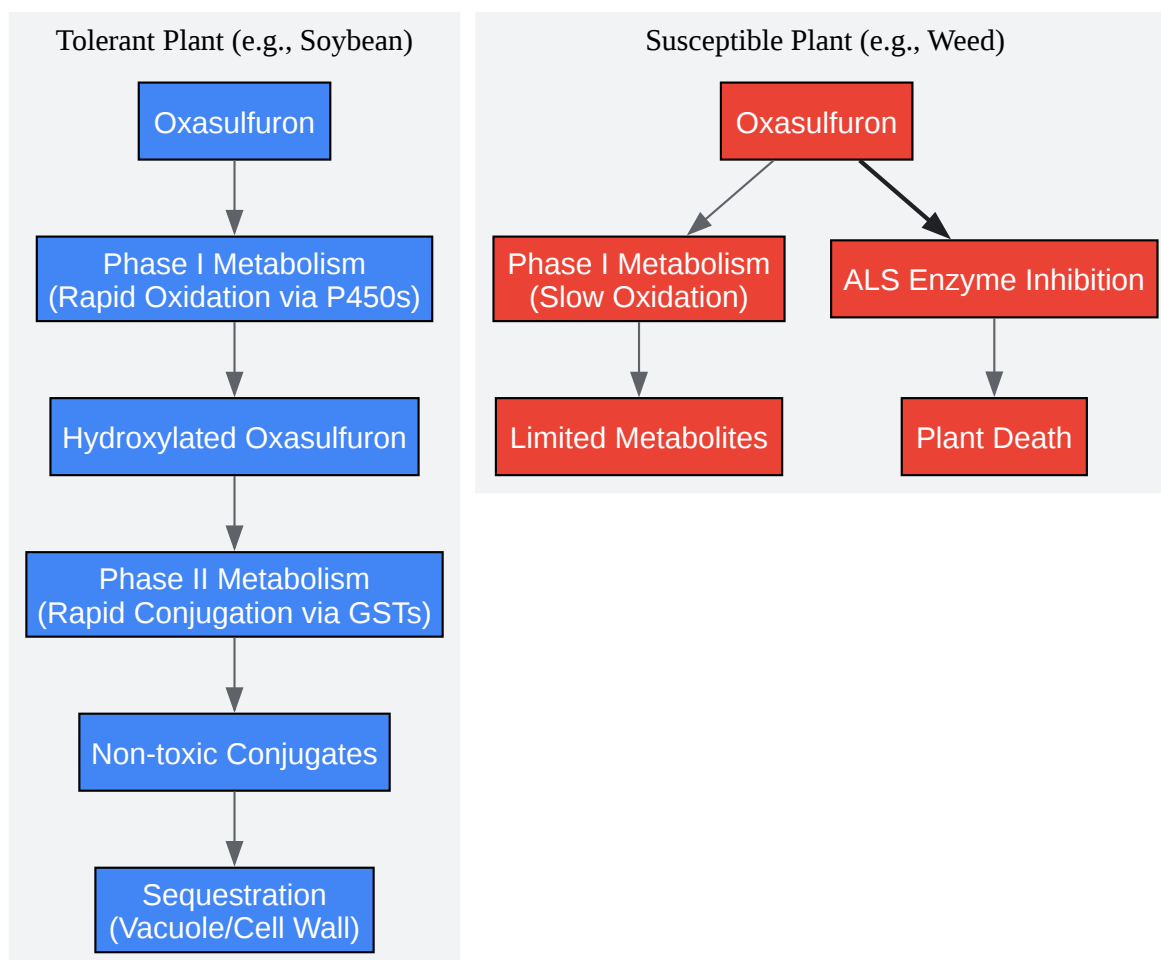 Tolerant Plant (e.g., Soybean)
Oxasulfuron
Phase I Metabolism
(Rapid Oxidation via P450s)
Hydroxylated Oxasulfuron
Phase II Metabolism
(Rapid Conjugation via GSTs)
Non-toxic Conjugates
Sequestration
(Vacuole/Cell Wall)
Susceptible Plant (e.g., Weed)
Oxasulfuron
Phase I Metabolism
(Slow Oxidation)
Limited Metabolites
ALS Enzyme Inhibition
Plant Death